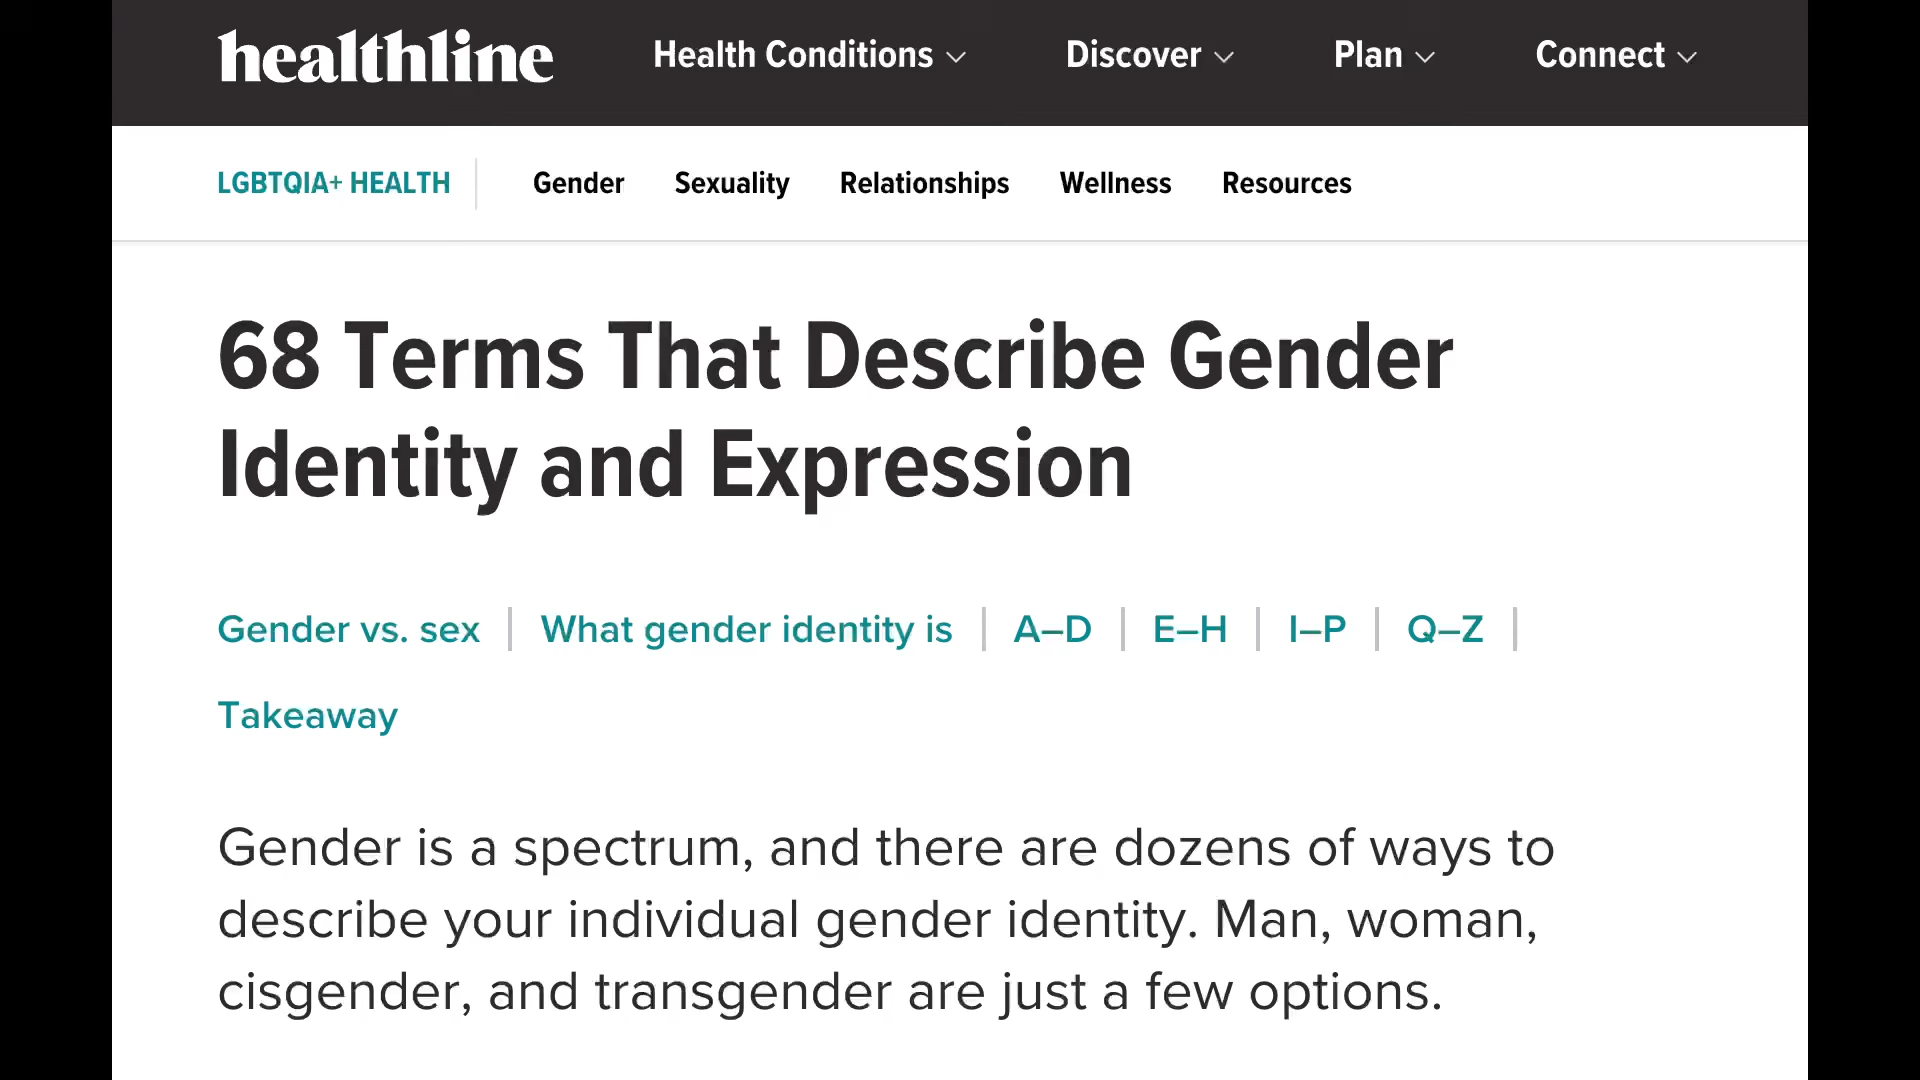 healthline Health Conditions Discover Plan Connect
LGBTQIA+ HEALTH Gender Sexuality Relationships Wellness Resources
68 Terms That Describe Gender
Identity and Expression
Gender vs. sex | What gender identity is | A–D | E–H | I–P | Q–Z |
Takeaway
Gender is a spectrum, and there are dozens of ways to
describe your individual gender identity. Man, woman,
cisgender, and transgender are just a few options.